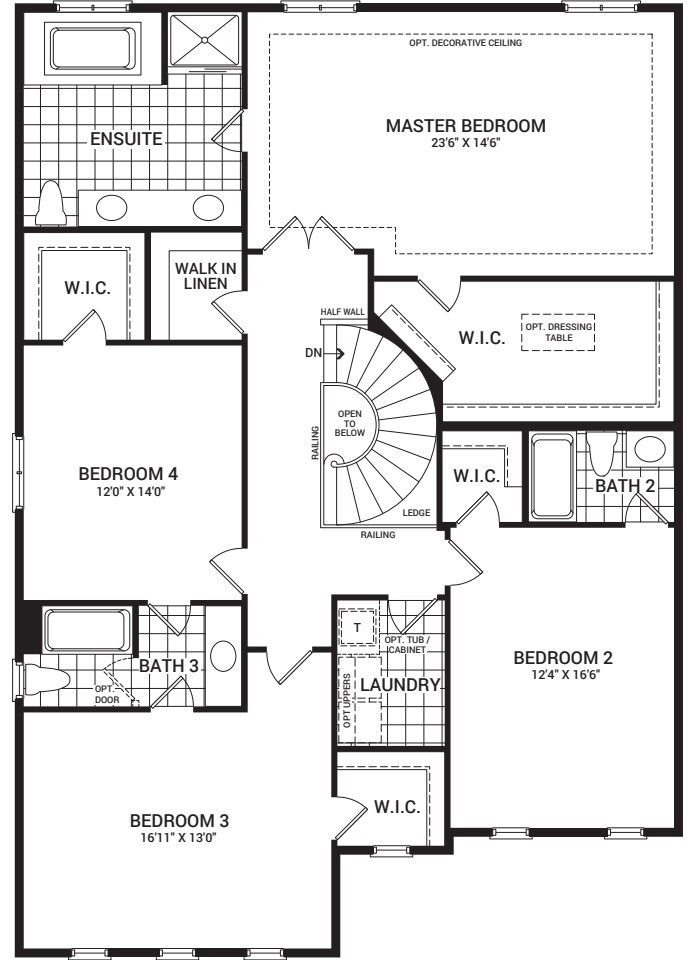 OPT. DECORATIVE CEILING
MASTER BEDROOM
23'6" X 14'6"
ENSUITE
W.I.C.
WALK IN
LINEN
HALF WALL
DN
W.I.C.
OPT. DRESSING
TABLE
OPEN
TO
BELOW
RAILING
BEDROOM 4
12'0" X 14'0"
W.I.C.
BATH 2
LEDGE
RAILING
T
OPT. TUB /
CABINET
BATH 3
OPT.
DOOR
LAUNDRY
OPT UPPERS
BEDROOM 2
12'4" X 16'6"
BEDROOM 3
16'11" X 13'0"
W.I.C.